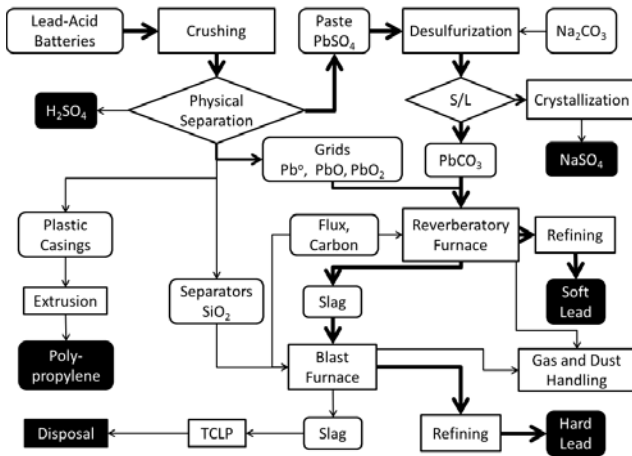 Lead-Acid
Batteries
Crushing
Paste
PbSO₄
Desulfurization
Na₂CO₃
H₂SO₄
Physical
Separation
S/L
Crystallization
Grids
Pb⁰, PbO, PbO₂
PbCO₃
NaSO₄
Plastic
Casings
Flux,
Carbon
Reverberatory
Furnace
Refining
Extrusion
Separators
SiO₂
Slag
Soft
Lead
Poly-
propylene
Blast
Furnace
Gas and Dust
Handling
Disposal
TCLP
Slag
Refining
Hard
Lead